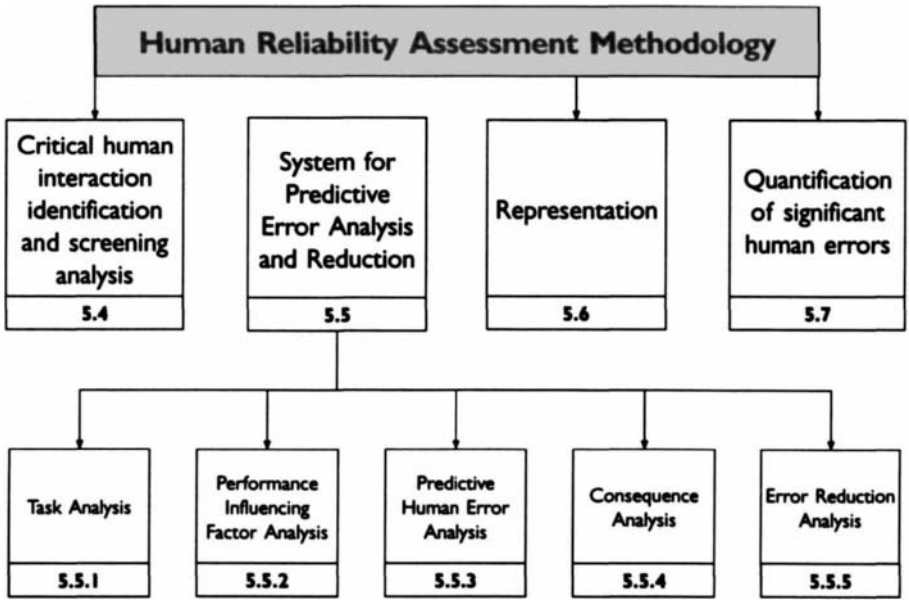 Human Reliability Assessment Methodology
Critical human
interaction
identification
and screening
analysis
5.4
System for
Predictive
Error Analysis
and Reduction
5.5
Representation
5.6
Quantification
of significant
human errors
5.7
Task Analysis
5.5.1
Performance
Influencing
Factor Analysis
5.5.2
Predictive
Human Error
Analysis
5.5.3
Consequence
Analysis
5.5.4
Error Reduction
Analysis
5.5.5